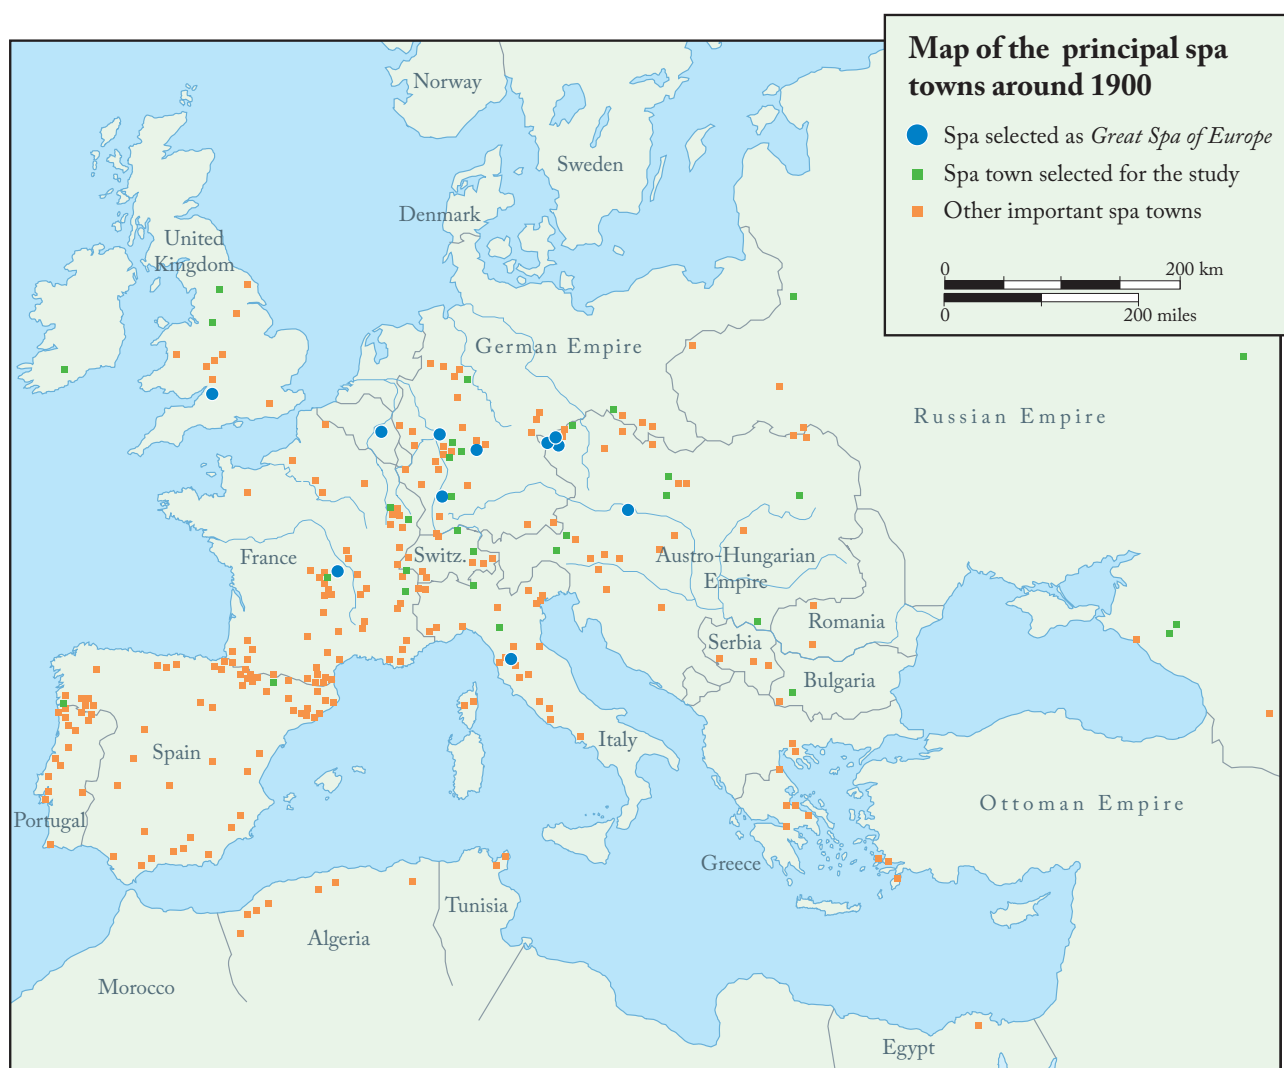 Map of the principal spa
towns around 1900
Spa selected as Great Spa of Europe
Spa town selected for the study
Other important spa towns
0 200 km
0 200 miles
Norway
Sweden
Denmark
United
Kingdom
German Empire
Russian Empire
France
Switz.
Austro-Hungarian
Empire
Romania
Serbia
Bulgaria
Spain
Italy
Portugal
Ottoman Empire
Greece
Tunisia
Algeria
Morocco
Egypt